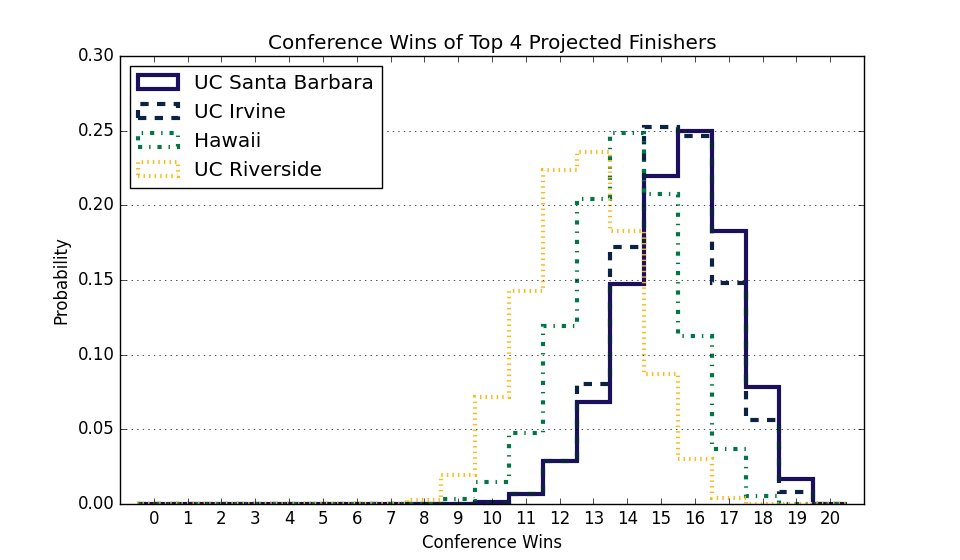 Conference Wins of Top 4 Projected Finishers
0.30
0.25
0.20
0.15
0.10
0.05
0.00
Probability
UC Santa Barbara
UC Irvine
Hawaii
UC Riverside
0 1 2 3 4 5 6 7 8 9 10 11 12 13 14 15 16 17 18 19 20
Conference Wins